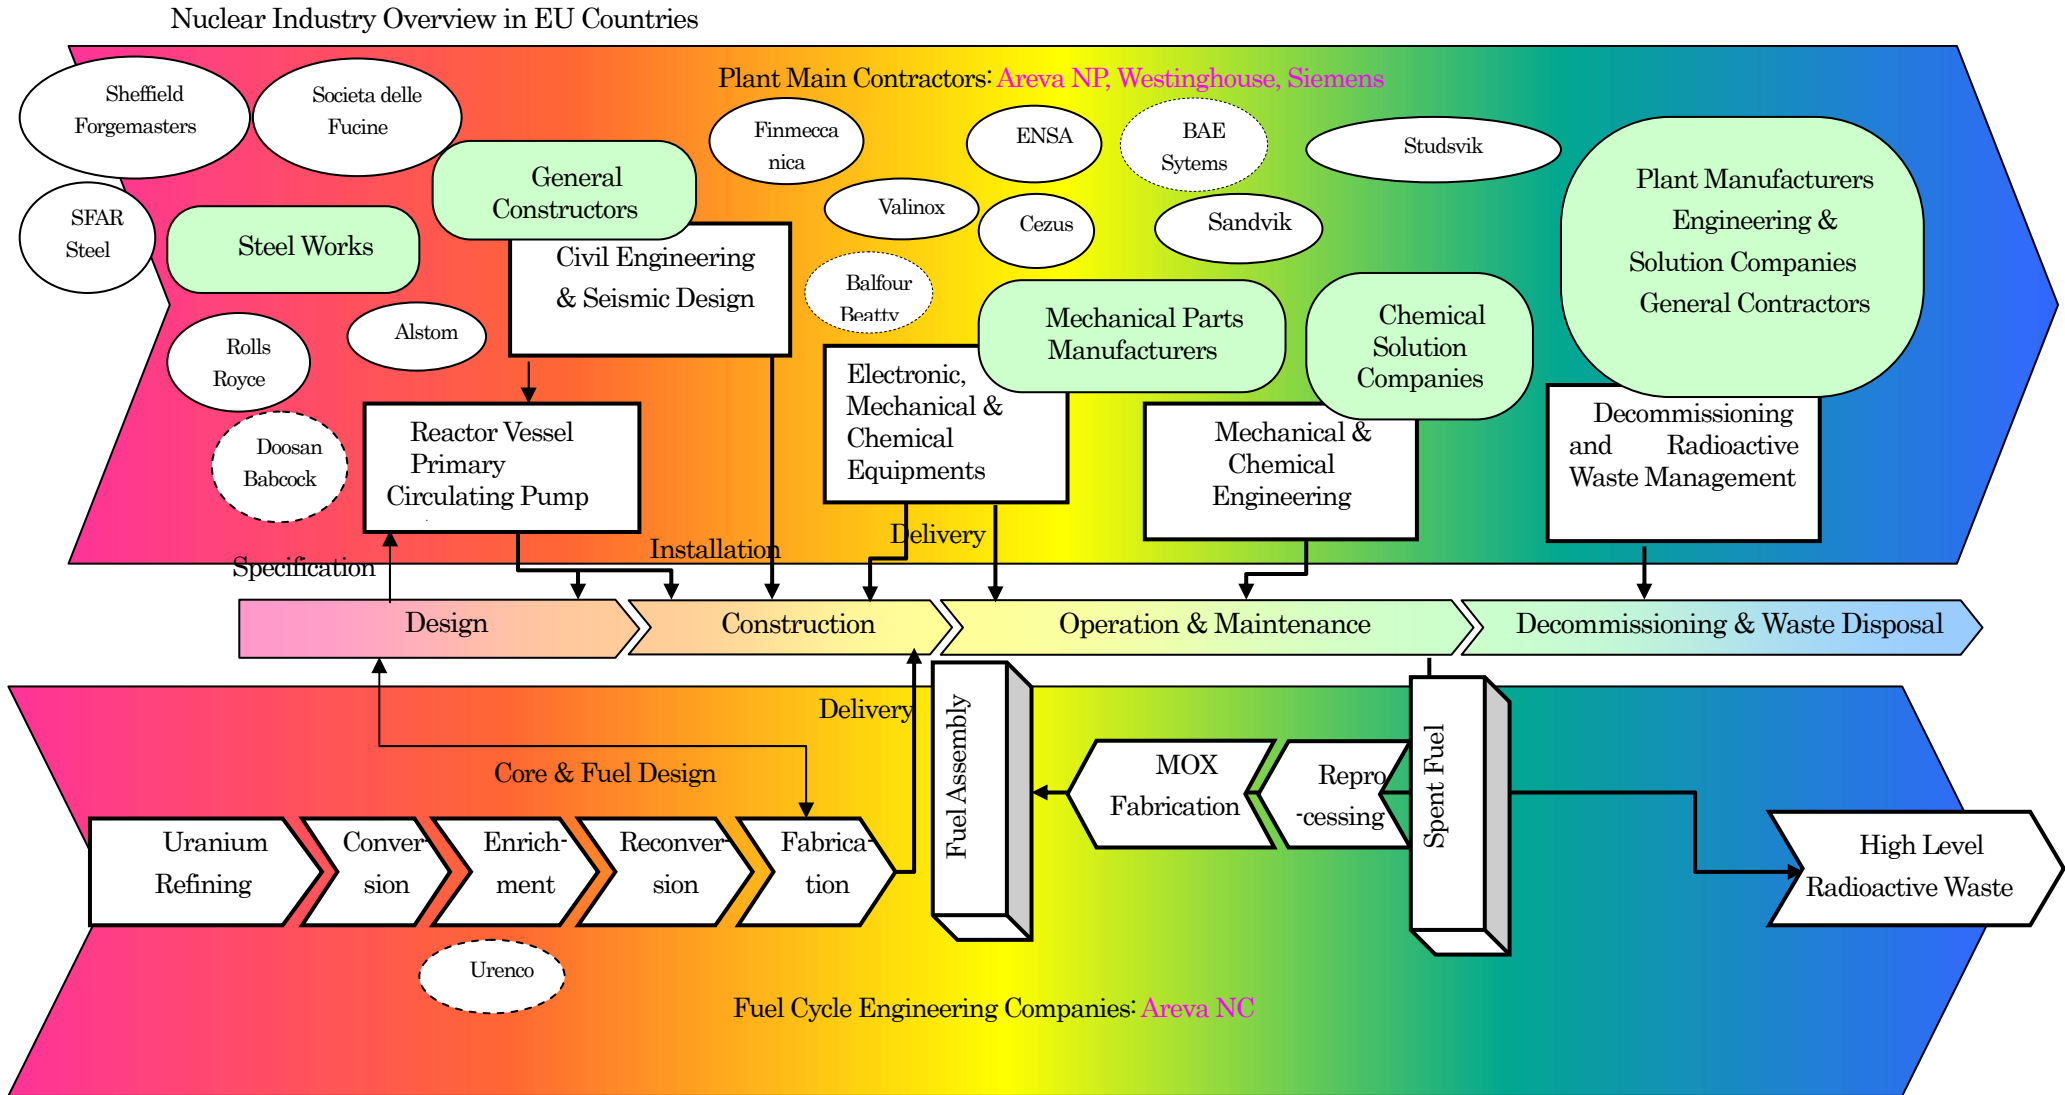 Nuclear Industry Overview in EU Countries
Plant Main Contractors: Areva NP, Westinghouse, Siemens
Sheffield
Forgemasters
Societa delle
Fucine
SFAR
Steel
Steel Works
General
Constructors
Civil Engineering
& Seismic Design
Finmecca
nica
ENSA
BAE
Sytems
Studsvik
Valinox
Cezus
Sandvik
Balfour
Beatty
Plant Manufacturers
Engineering &
Solution Companies
General Contractors
Rolls
Royce
Alstom
Doosan
Babcock
Reactor Vessel
Primary
Circulating Pump
Electronic,
Mechanical &
Chemical
Equipments
Mechanical Parts
Manufacturers
Chemical
Solution
Companies
Mechanical &
Chemical
Engineering
Decommissioning
and Radioactive
Waste Management
Specification
Installation
Delivery
Design
Construction
Operation & Maintenance
Decommissioning & Waste Disposal
Delivery
Core & Fuel Design
Uranium
Refining
Conver-
sion
Enrich-
ment
Reconver-
sion
Fabrica-
tion
Fuel Assembly
MOX
Fabrication
Repro
-cessing
Spent Fuel
High Level
Radioactive Waste
Urenco
Fuel Cycle Engineering Companies: Areva NC